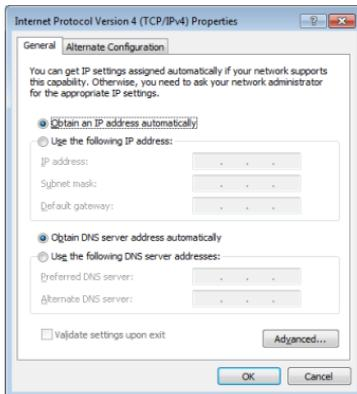 Internet Protocol Version 4 (TCP/IPv4) Properties
General Alternate Configuration
You can get IP settings assigned automatically if your network supports
this capability. Otherwise, you need to ask your network administrator
for the appropriate IP settings.
Obtain an IP address automatically
Use the following IP address:
IP address:
Subnet mask:
Default gateway:
Obtain DNS server address automatically
Use the following DNS server addresses:
Preferred DNS server:
Alternate DNS server:
Validate settings upon exit
Advanced...
OK Cancel